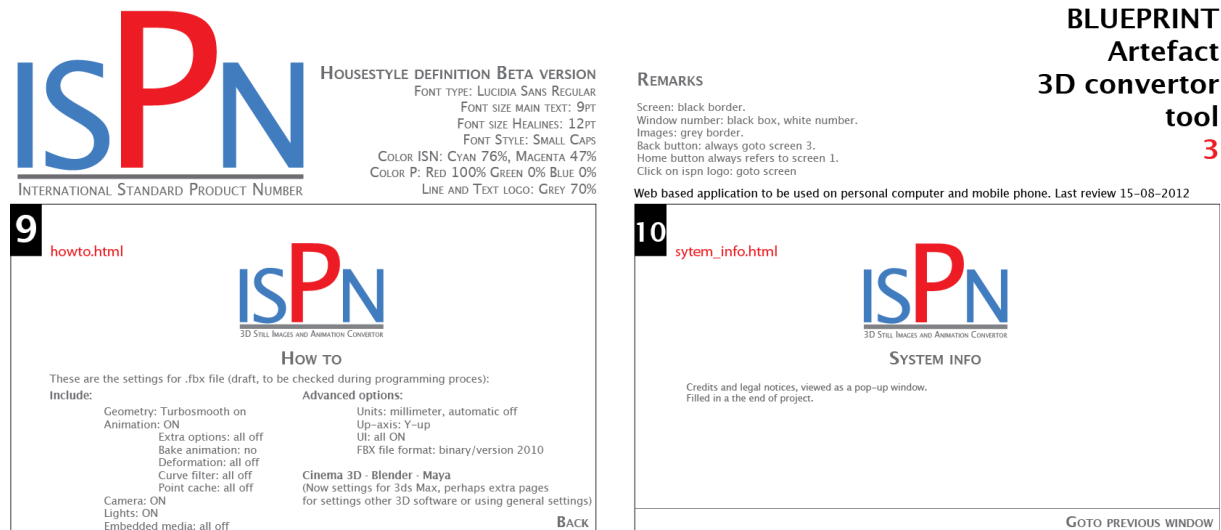 ISPN
International Standard Product Number
Housestyle definition Beta version
Font type: Lucidia Sans Regular
Font size main text: 9pt
Font size Healines: 12pt
Font Style: Small Caps
Color ISN: Cyan 76%, Magenta 47%
Color P: Red 100% Green 0% Blue 0%
Line and Text logo: Grey 70%
Remarks
Screen: black border.
Window number: black box, white number.
Images: grey border.
Back button: always goto screen 3.
Home button always refers to screen 1.
Click on ispn logo: goto screen
Web based application to be used on personal computer and mobile phone. Last review 15-08-2012
BLUEPRINT
Artefact
3D convertor
tool
3
9
howto.html
ISPN
3D Still Images and Animation Convertor
How to
These are the settings for .fbx file (draft, to be checked during programming proces):
Include:
Geometry: Turbosmooth on
Animation: ON
Extra options: all off
Bake animation: no
Deformation: all off
Curve filter: all off
Point cache: all off
Camera: ON
Lights: ON
Embedded media: all off
Advanced options:
Units: millimeter, automatic off
Up-axis: Y-up
UI: all ON
FBX file format: binary/version 2010
Cinema 3D - Blender - Maya
(Now settings for 3ds Max, perhaps extra pages
for settings other 3D software or using general settings)
Back
10
sytem_info.html
ISPN
3D Still Images and Animation Convertor
System info
Credits and legal notices, viewed as a pop-up window.
Filled in a the end of project.
Goto previous window